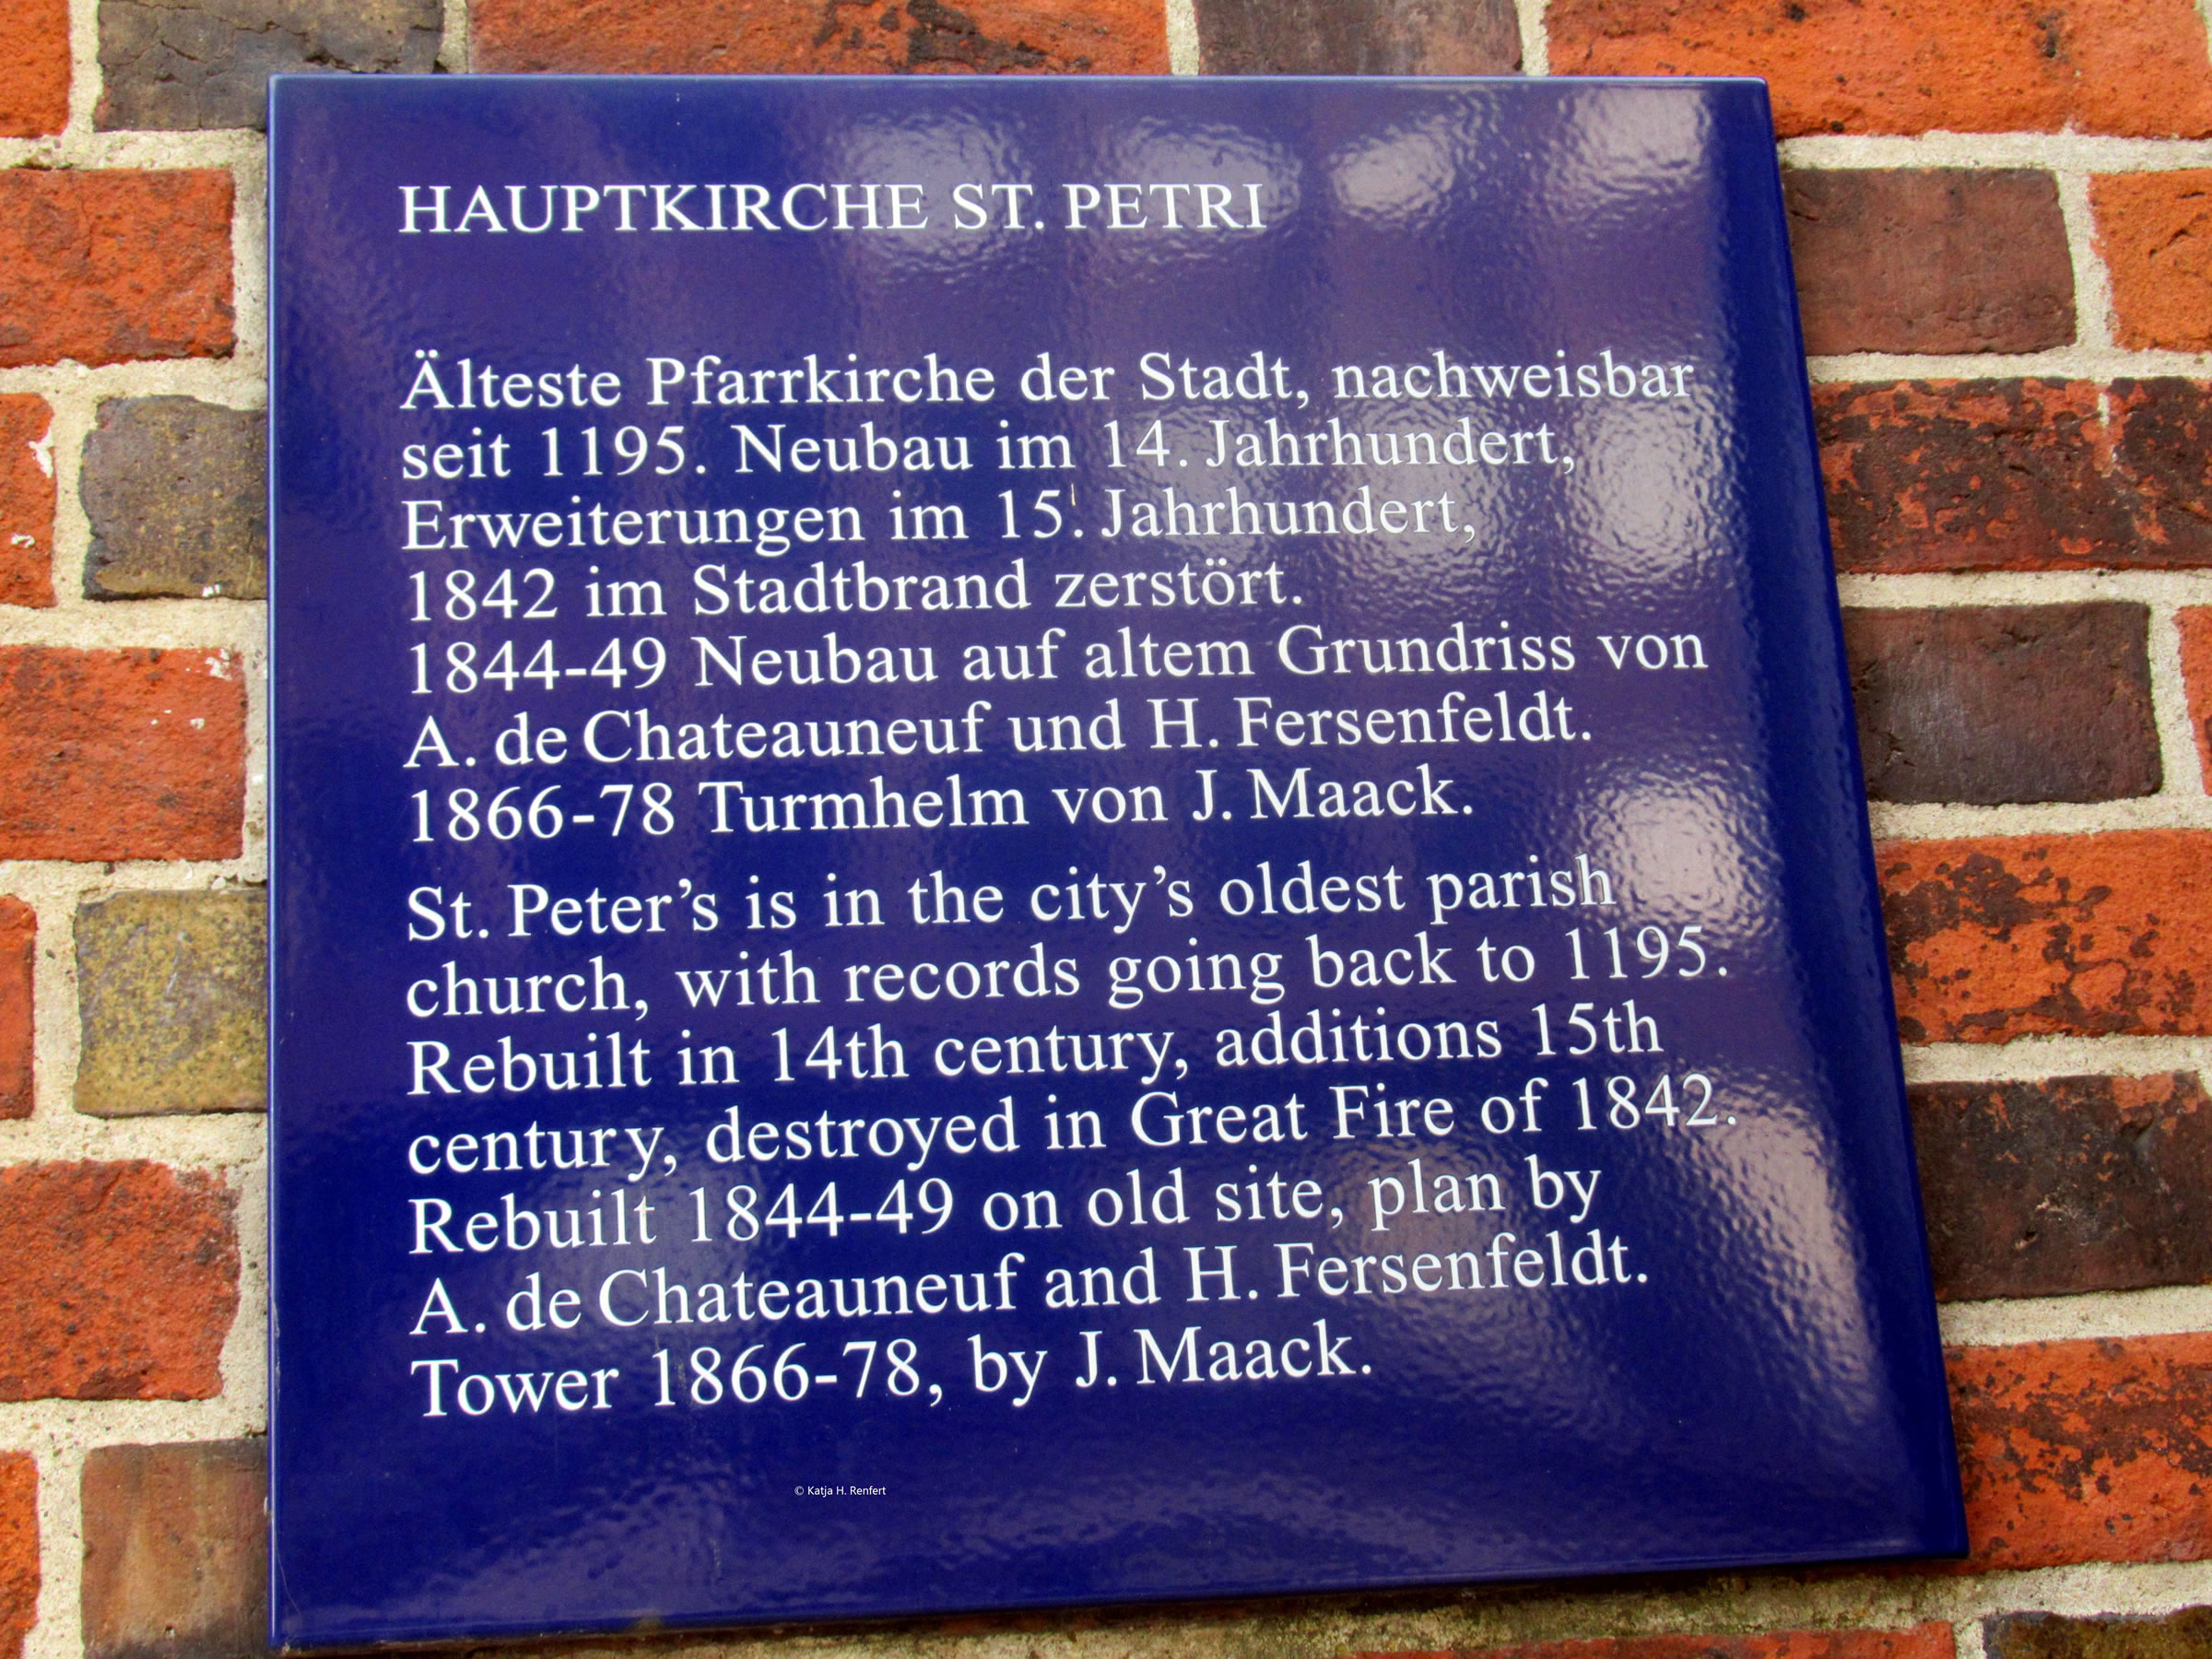 HAUPTKIRCHE ST. PETRI
Älteste Pfarrkirche der Stadt, nachweisbar
seit 1195. Neubau im 14. Jahrhundert,
Erweiterungen im 15. Jahrhundert,
1842 im Stadtbrand zerstört.
1844-49 Neubau auf altem Grundriss von
A. de Chateauneuf und H. Fersenfeldt.
1866-78 Turmhelm von J. Maack.
St. Peter’s is in the city’s oldest parish
church, with records going back to 1195.
Rebuilt in 14th century, additions 15th
century, destroyed in Great Fire of 1842.
Rebuilt 1844-49 on old site, plan by
A. de Chateauneuf and H. Fersenfeldt.
Tower 1866-78, by J. Maack.
© Katja H. Renfert